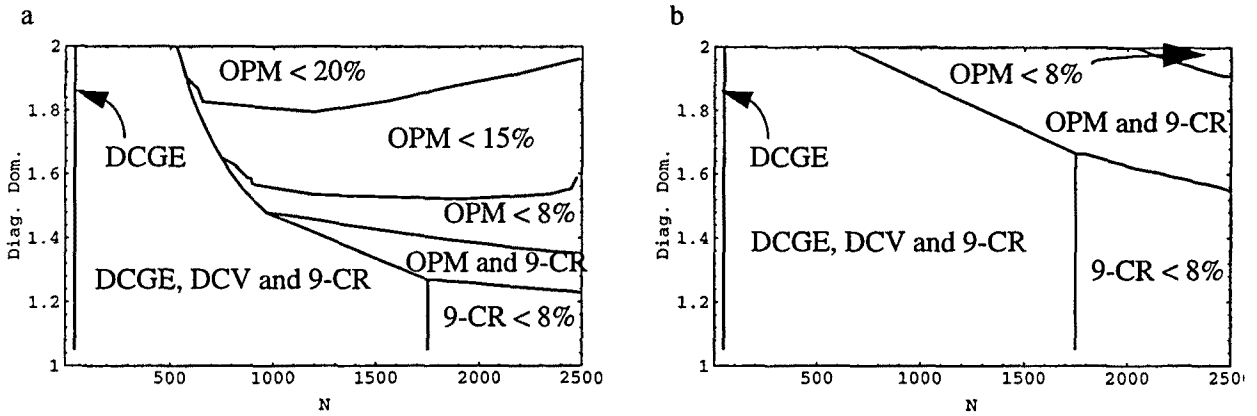 a
2
1.8
1.6
1.4
1.2
1
Diag. Dom.
OPM < 20%
OPM < 15%
DCGE
OPM < 8%
OPM and 9-CR
DCGE, DCV and 9-CR
9-CR < 8%
500 1000 1500 2000 2500
N
b
2
1.8
1.6
1.4
1.2
1
Diag. Dom.
OPM < 8%
OPM and 9-CR
DCGE
DCGE, DCV and 9-CR
9-CR < 8%
500 1000 1500 2000 250
N